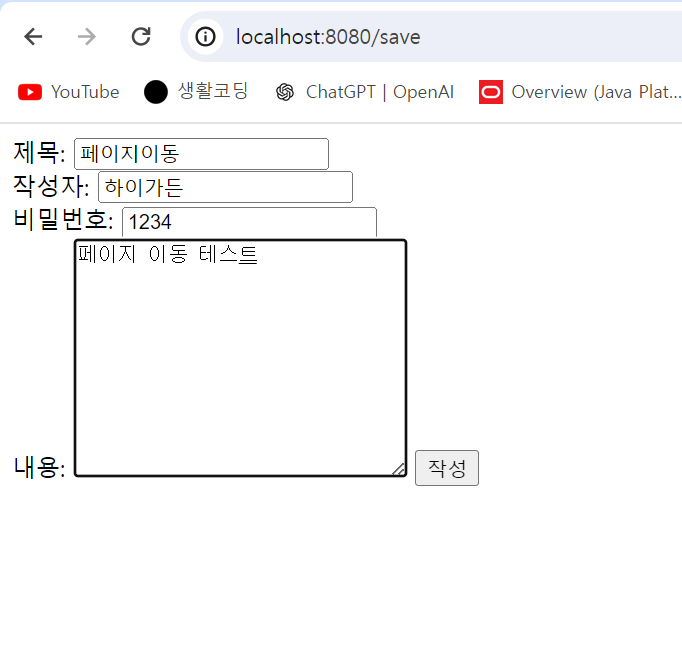 localhost:8080/save
YouTube 생활코딩 ChatGPT | OpenAI Overview (Java Plat...
제목: 페이지이동
작성자: 하이가든
비밀번호: 1234
페이지 이동 테스트
내용: 작성